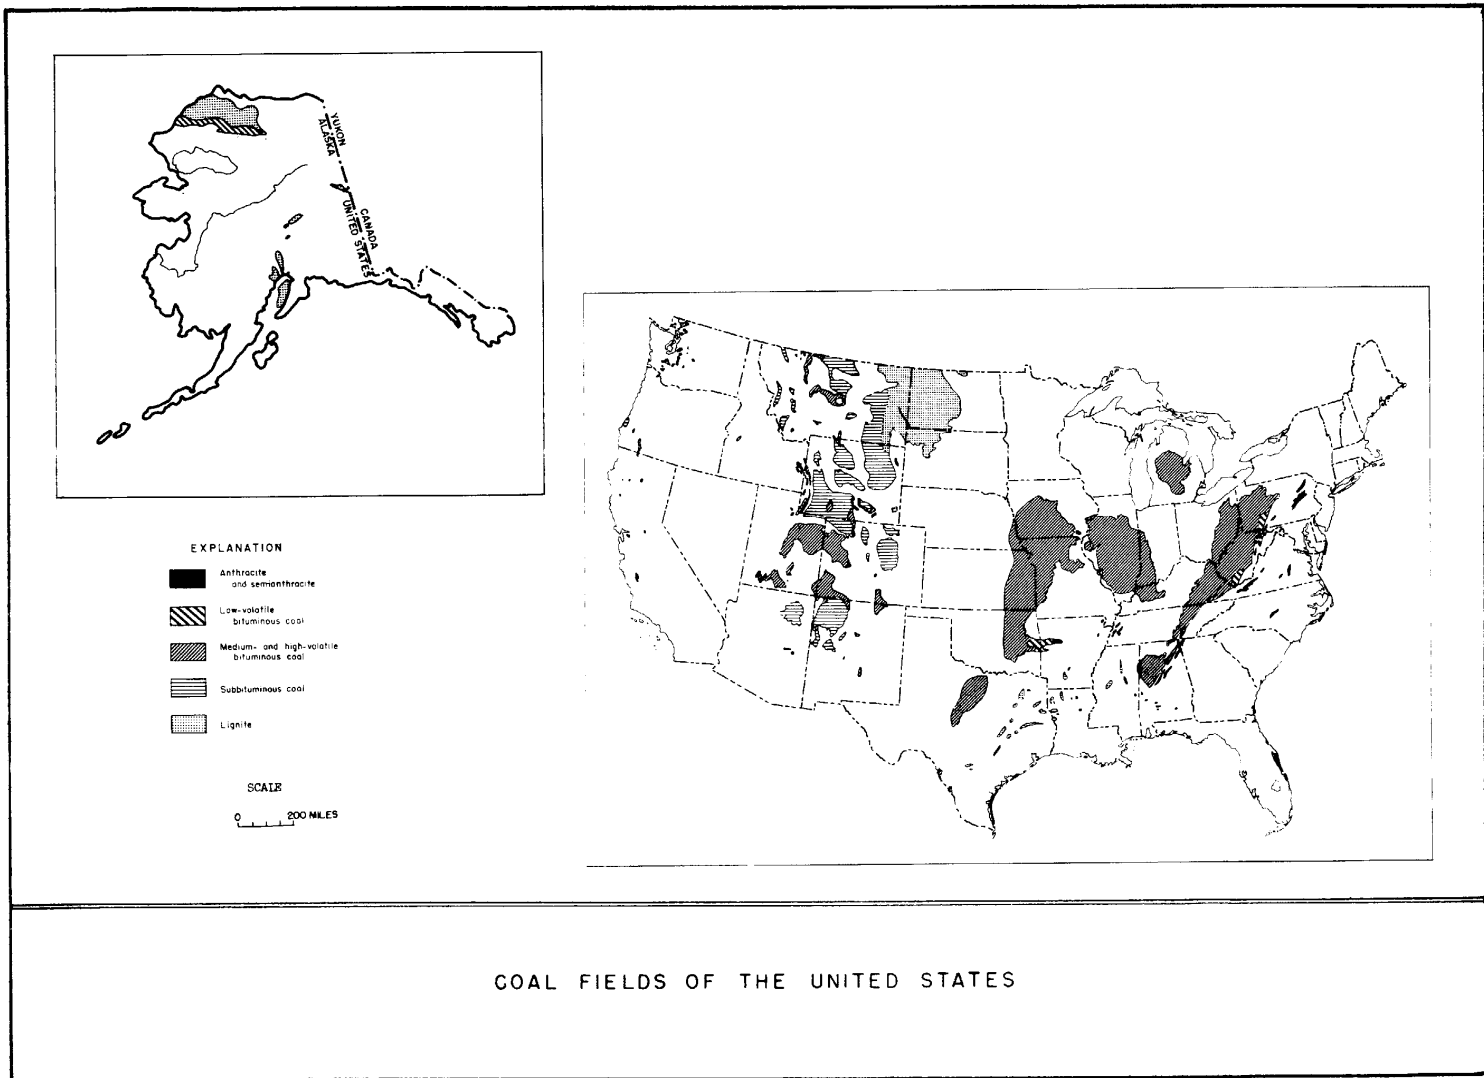 YUKON
ALASKA
CANADA
UNITED STATES
EXPLANATION
Anthracite
and semianthracite
Low-volatile
bituminous coal
Medium- and high-volatile
bituminous coal
Subbituminous coal
Lignite
SCALE
0 200 MILES
COAL FIELDS OF THE UNITED STATES